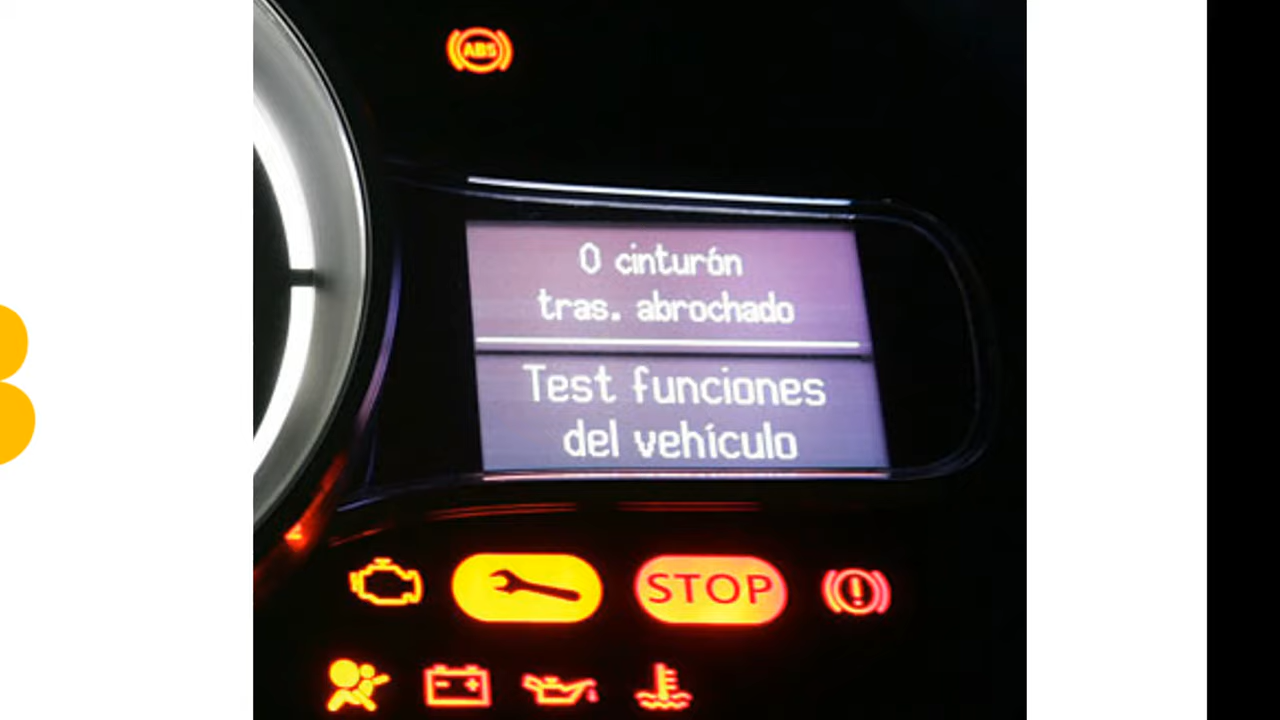 ABS
0 cinturón
tras. abrochado
Test funciones
del vehículo
STOP